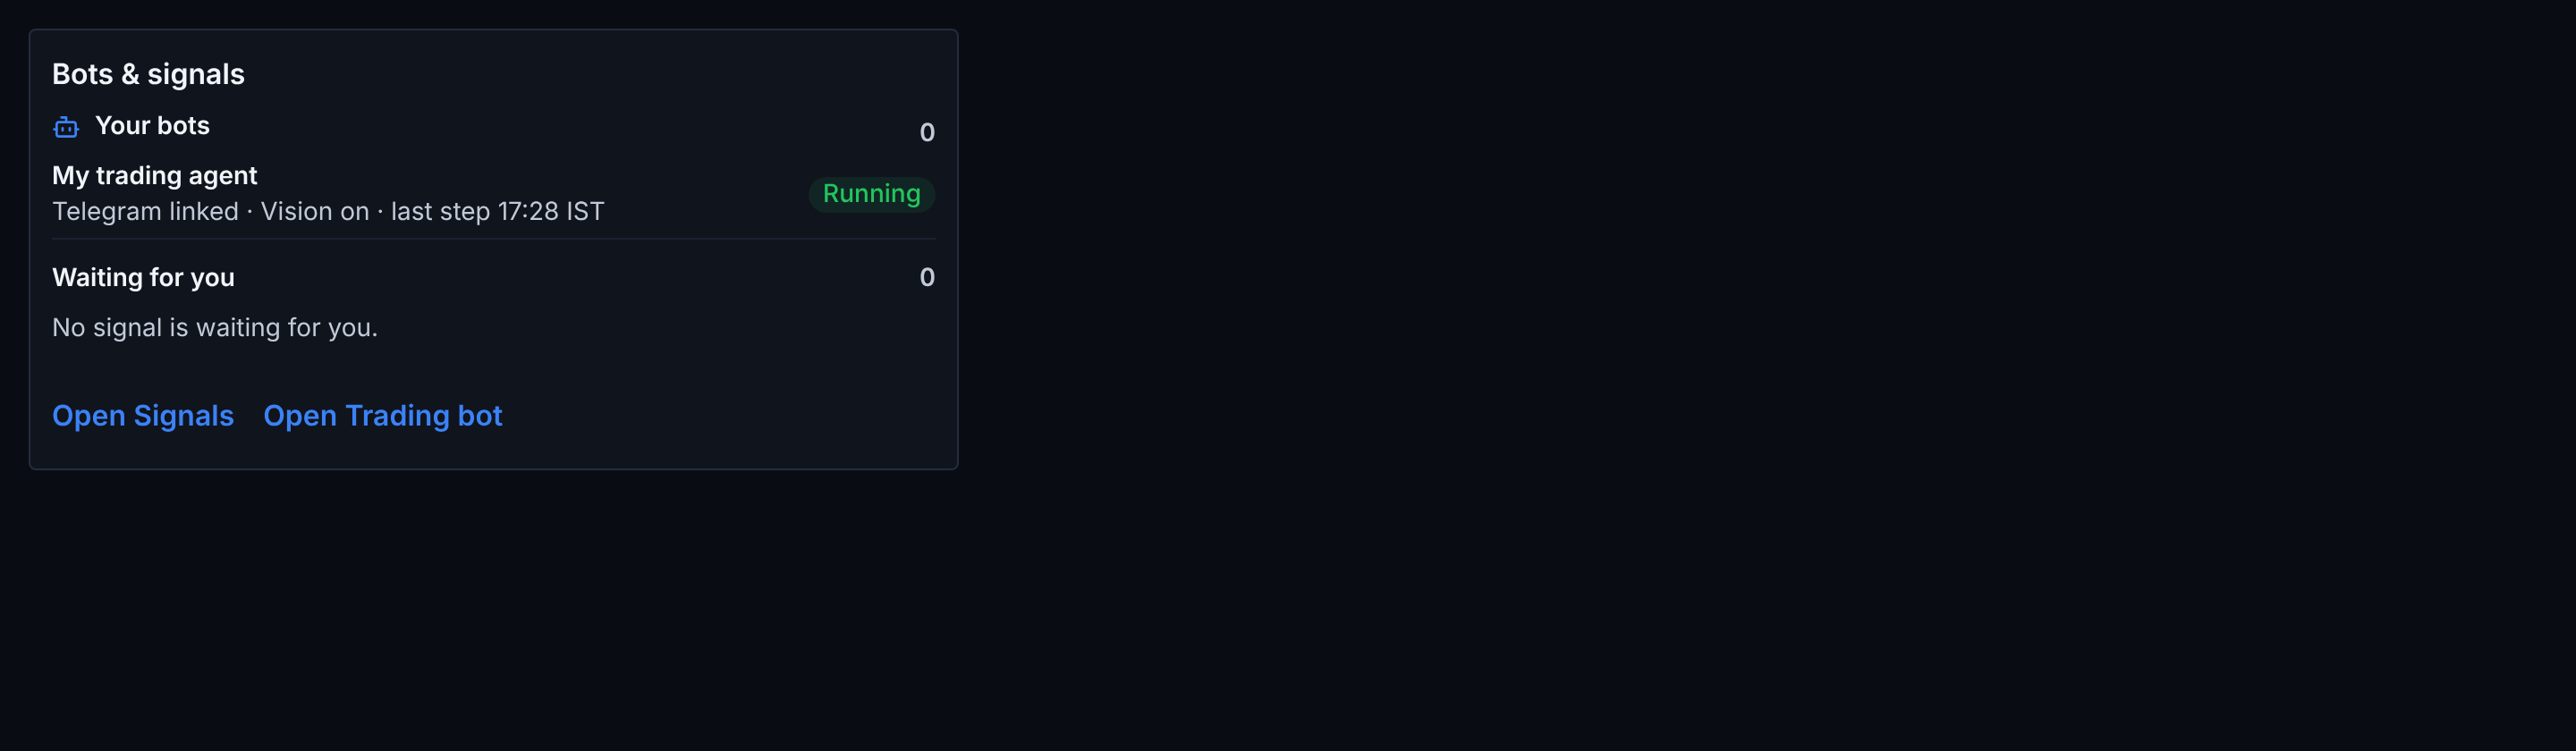 Bots & signals
Your bots
0
My trading agent
Running
Telegram linked · Vision on · last step 17:28 IST
Waiting for you
0
No signal is waiting for you.
Open Signals
Open Trading bot